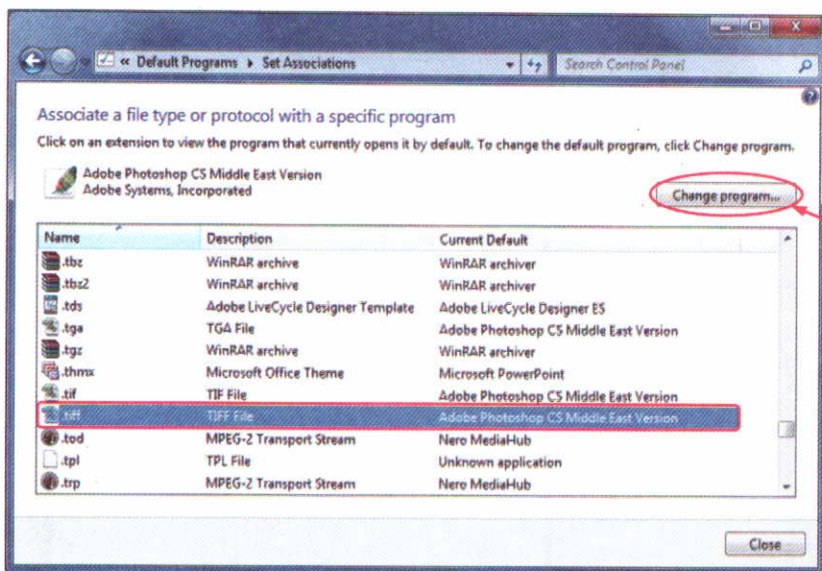 « Default Programs ▸ Set Associations
Search Control Panel
Associate a file type or protocol with a specific program
Click on an extension to view the program that currently opens it by default. To change the default program, click Change program.
Adobe Photoshop CS Middle East Version
Adobe Systems, Incorporated
Change program...
Name Description Current Default
.tbz WinRAR archive WinRAR archiver
.tbz2 WinRAR archive WinRAR archiver
.tds Adobe LiveCycle Designer Template Adobe LiveCycle Designer ES
.tga TGA File Adobe Photoshop CS Middle East Version
.tgz WinRAR archive WinRAR archiver
.thmx Microsoft Office Theme Microsoft PowerPoint
.tif TIF File Adobe Photoshop CS Middle East Version
.tiff TIFF File Adobe Photoshop CS Middle East Version
.tod MPEG-2 Transport Stream Nero MediaHub
.tpl TPL File Unknown application
.trp MPEG-2 Transport Stream Nero MediaHub
Close